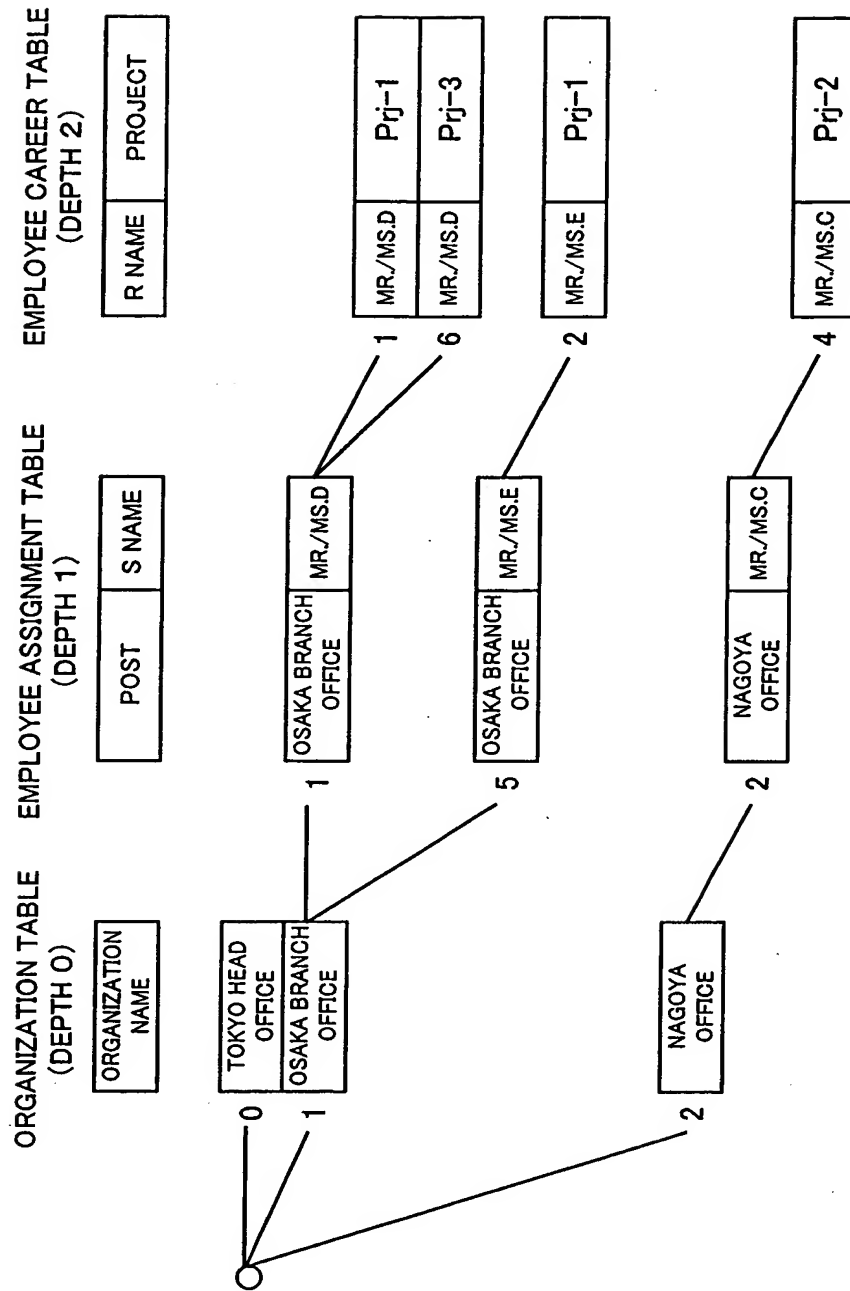 ORGANIZATION TABLE
(DEPTH 0)
EMPLOYEE ASSIGNMENT TABLE
(DEPTH 1)
EMPLOYEE CAREER TABLE
(DEPTH 2)
ORGANIZATION
NAME
POST
S NAME
R NAME
PROJECT
0
TOKYO HEAD
OFFICE
1
OSAKA BRANCH
OFFICE
1
OSAKA BRANCH
OFFICE
MR./MS.D
1
MR./MS.D
Prj-1
6
MR./MS.D
Prj-3
5
OSAKA BRANCH
OFFICE
MR./MS.E
2
MR./MS.E
Prj-1
2
NAGOYA
OFFICE
2
NAGOYA
OFFICE
MR./MS.C
4
MR./MS.C
Prj-2